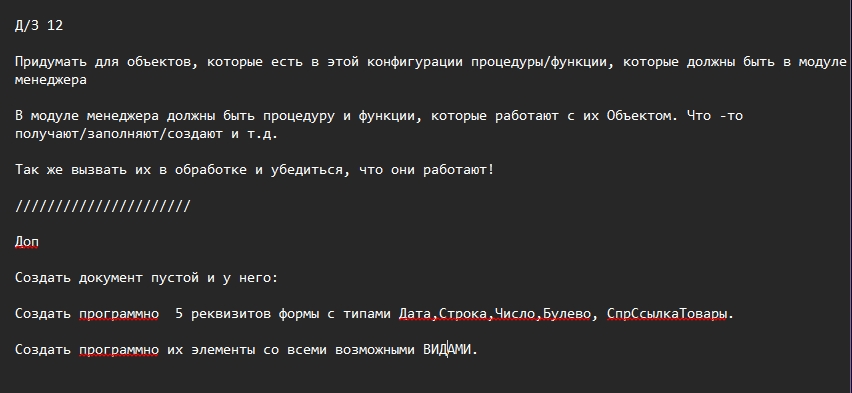 Д/З 12
Придумать для объектов, которые есть в этой конфигурации процедуры/функции, которые должны быть в модуле
менеджера
В модуле менеджера должны быть процедуру и функции, которые работают с их Объектом. Что -то
получают/заполняют/создают и т.д.
Так же вызвать их в обработке и убедиться, что они работают!
//////////////////////
Доп
Создать документ пустой и у него:
Создать программно  5 реквизитов формы с типами Дата,Строка,Число,Булево, СпрСсылкаТовары.
Создать программно их элементы со всеми возможными ВИДАМИ.